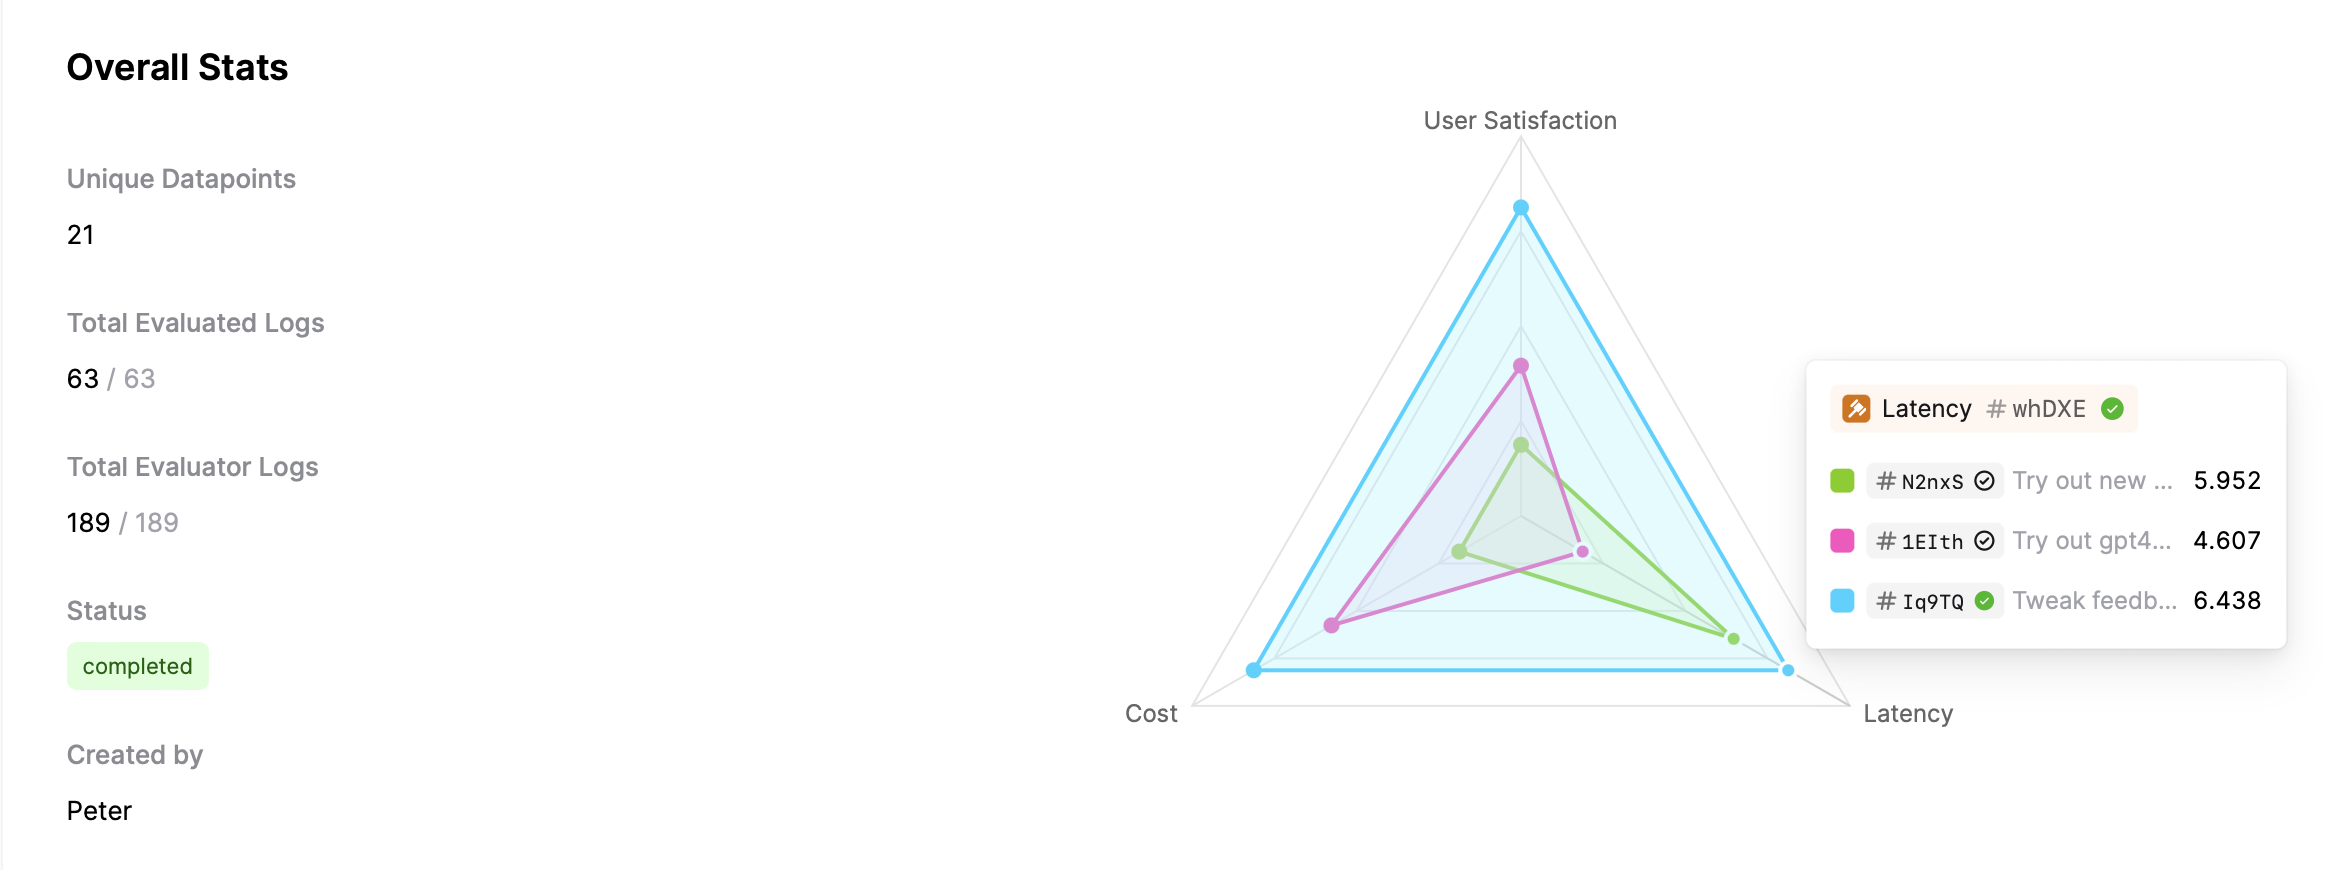 Overall Stats
Unique Datapoints
21
Total Evaluated Logs
63 / 63
Total Evaluator Logs
189 / 189
Status
completed
Created by
Peter
User Satisfaction
Cost
Latency
Latency # whDXE
# N2nxS Try out new ... 5.952
# 1EIth Try out gpt4... 4.607
# Iq9TQ Tweak feedb... 6.438